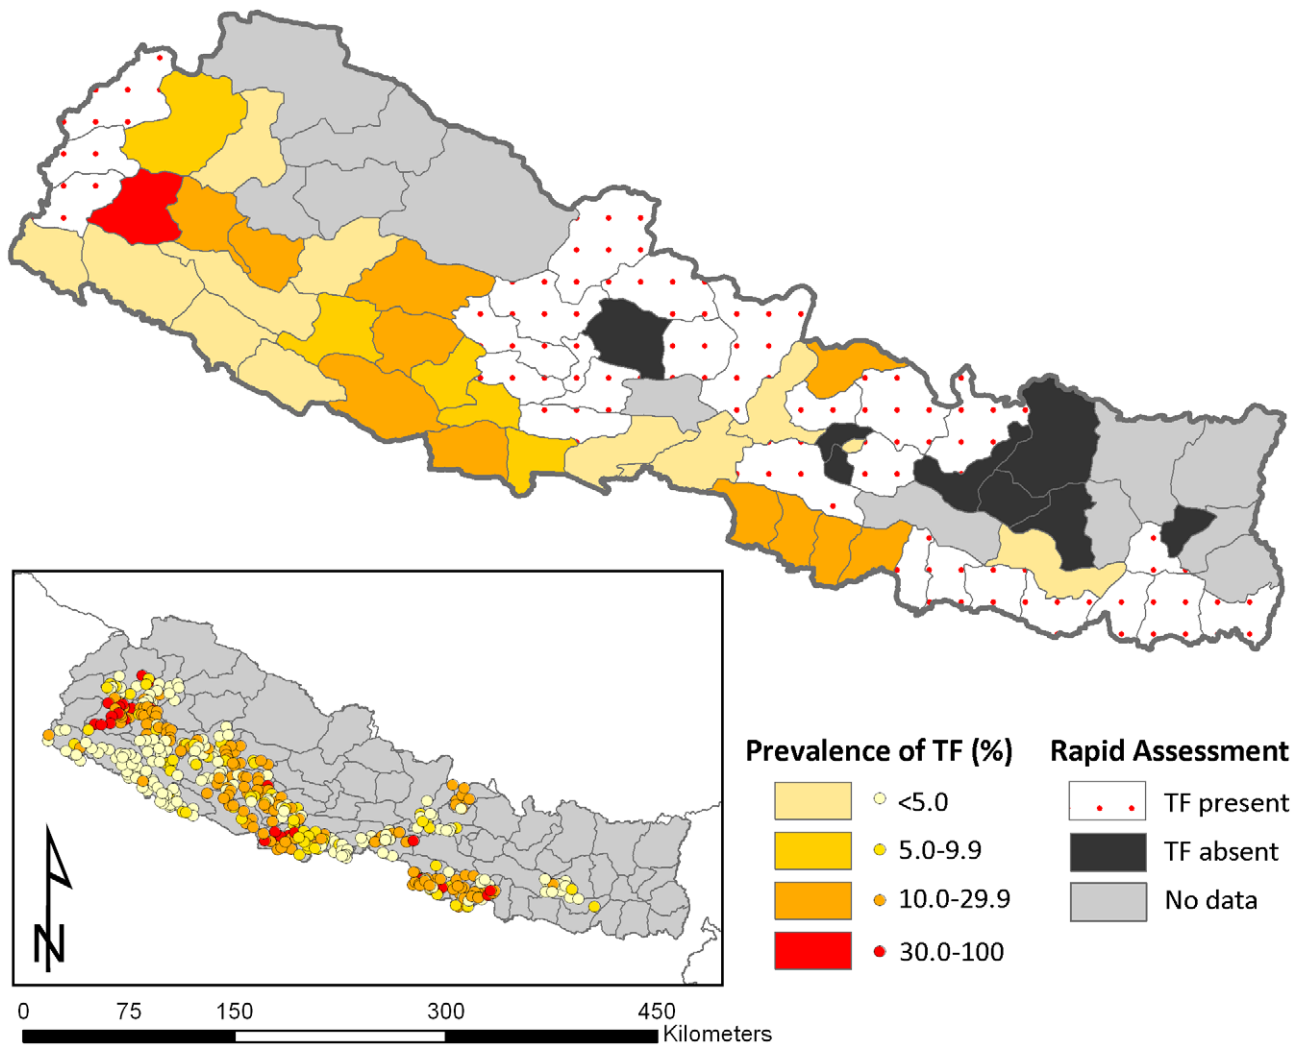 N
0 75 150 300 450
Kilometers
Prevalence of TF (%)
<5.0
5.0-9.9
10.0-29.9
30.0-100
Rapid Assessment
TF present
TF absent
No data